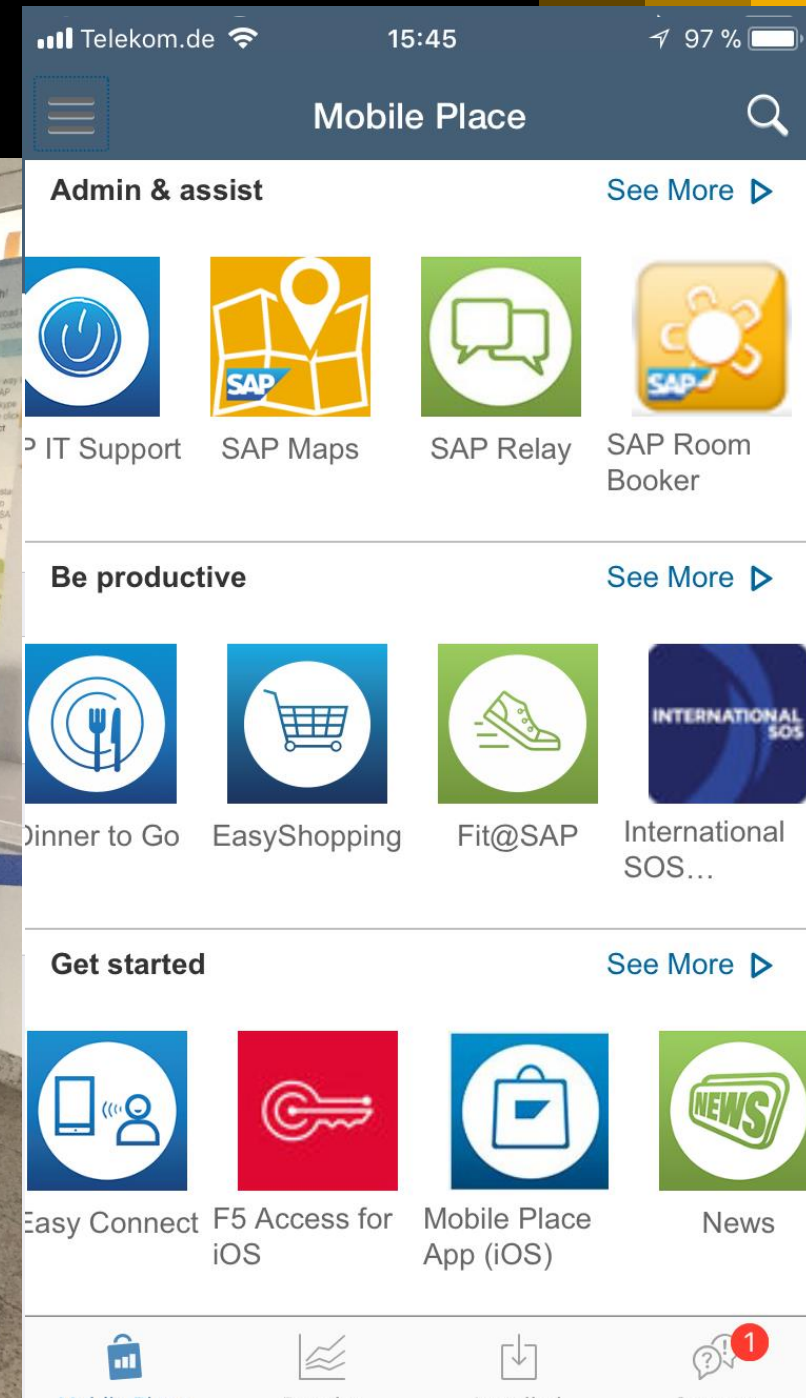 Telekom.de 15:45 97 %
Mobile Place
Admin & assist See More
SAP
SAP
P IT Support SAP Maps SAP Relay SAP Room
Booker
Be productive See More
INTERNATIONAL
SOS
Dinner to Go EasyShopping Fit@SAP International
SOS…
Get started See More
NEWS
Easy Connect F5 Access for Mobile Place News
iOS App (iOS)
1